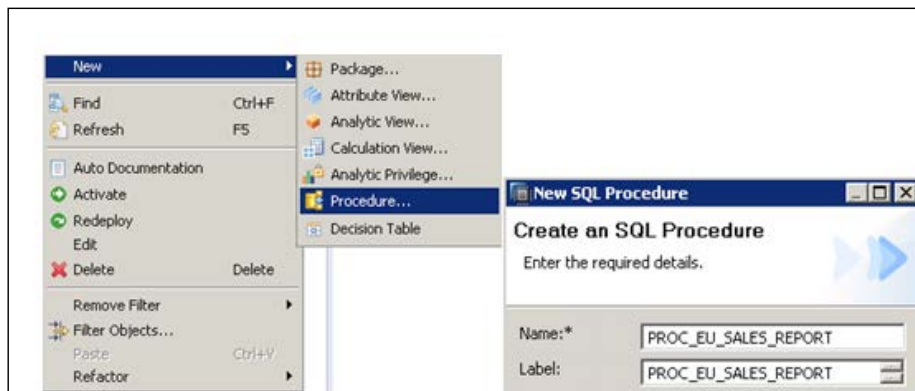 New
Find Ctrl+F
Refresh F5
Auto Documentation
Activate
Redeploy
Edit
Delete Delete
Remove Filter
Filter Objects...
Paste Ctrl+V
Refactor
Package...
Attribute View...
Analytic View...
Calculation View...
Analytic Privilege...
Procedure...
Decision Table
New SQL Procedure
Create an SQL Procedure
Enter the required details.
Name:* PROC_EU_SALES_REPORT
Label: PROC_EU_SALES_REPORT